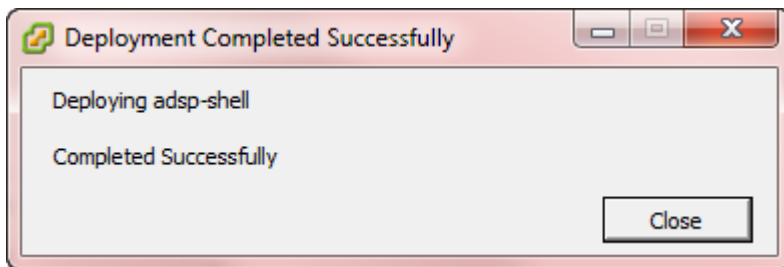 Deployment Completed Successfully
Deploying adsp-shell
Completed Successfully
Close